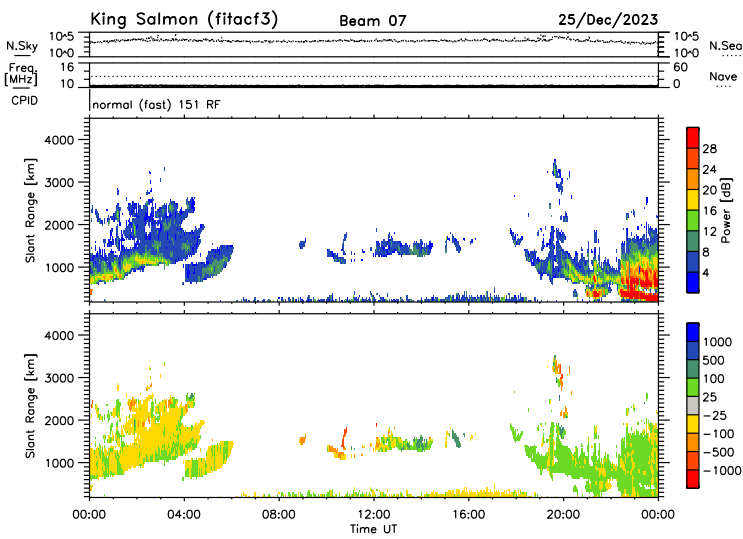 King Salmon (fitacf3) Beam 07 25/Dec/2023
N.Sky 10^5 10^0 10^5 10^0 N.Sea
Freq. [MHz] 16 10 60 0 Nave
CPID normal (fast) 151 RF
Slant Range [km] 4000 3000 2000 1000
28 24 20 16 12 8 4 Power [dB]
Slant Range [km] 4000 3000 2000 1000
1000 500 100 25 -25 -100 -500 -1000
00:00 04:00 08:00 12:00 16:00 20:00 00:00
Time UT